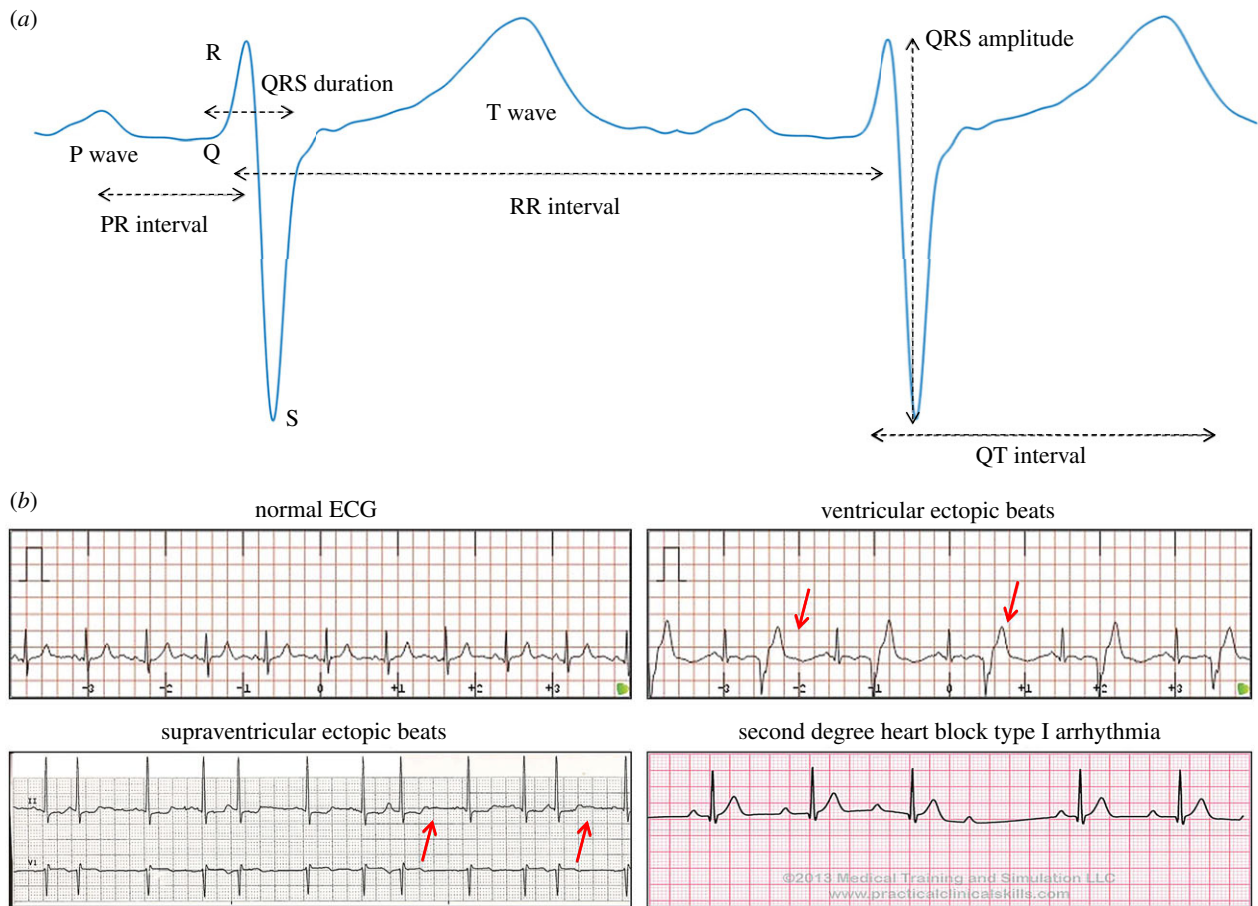 (a)
R
QRS duration
QRS amplitude
T wave
P wave
Q
PR interval
RR interval
S
QT interval
(b)
normal ECG
ventricular ectopic beats
-3 -2 -1 0 +1 +2 +3
-3 -2 -1 0 +1 +2 +3
supraventricular ectopic beats
second degree heart block type I arrhythmia
II
V1
©2013 Medical Training and Simulation LLC
www.practicalclinicalskills.com